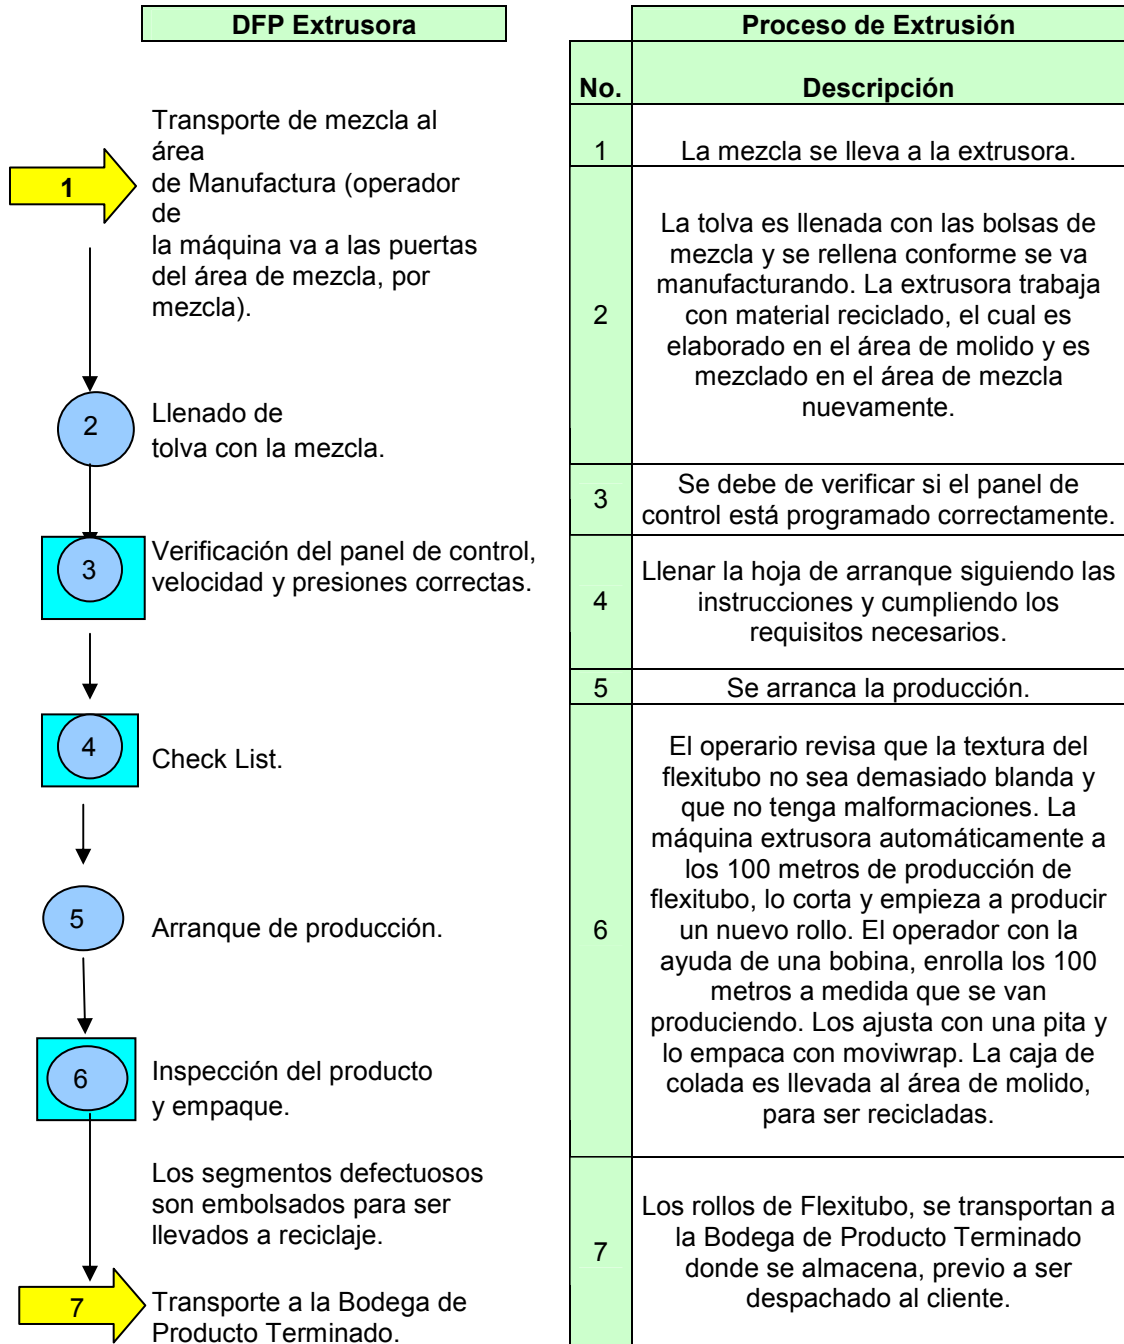 DFP Extrusora
1
Transporte de mezcla al
área
de Manufactura (operador
de
la máquina va a las puertas
del área de mezcla, por
mezcla).
2
Llenado de
tolva con la mezcla.
3
Verificación del panel de control,
velocidad y presiones correctas.
4
Check List.
5
Arranque de producción.
6
Inspección del producto
y empaque.
Los segmentos defectuosos
son embolsados para ser
llevados a reciclaje.
7
Transporte a la Bodega de
Producto Terminado.
Proceso de Extrusión
No.
Descripción
1
La mezcla se lleva a la extrusora.
2
La tolva es llenada con las bolsas de
mezcla y se rellena conforme se va
manufacturando. La extrusora trabaja
con material reciclado, el cual es
elaborado en el área de molido y es
mezclado en el área de mezcla
nuevamente.
3
Se debe de verificar si el panel de
control está programado correctamente.
4
Llenar la hoja de arranque siguiendo las
instrucciones y cumpliendo los
requisitos necesarios.
5
Se arranca la producción.
6
El operario revisa que la textura del
flexitubo no sea demasiado blanda y
que no tenga malformaciones. La
máquina extrusora automáticamente a
los 100 metros de producción de
flexitubo, lo corta y empieza a producir
un nuevo rollo. El operador con la
ayuda de una bobina, enrolla los 100
metros a medida que se van
produciendo. Los ajusta con una pita y
lo empaca con moviwrap. La caja de
colada es llevada al área de molido,
para ser recicladas.
7
Los rollos de Flexitubo, se transportan a
la Bodega de Producto Terminado
donde se almacena, previo a ser
despachado al cliente.